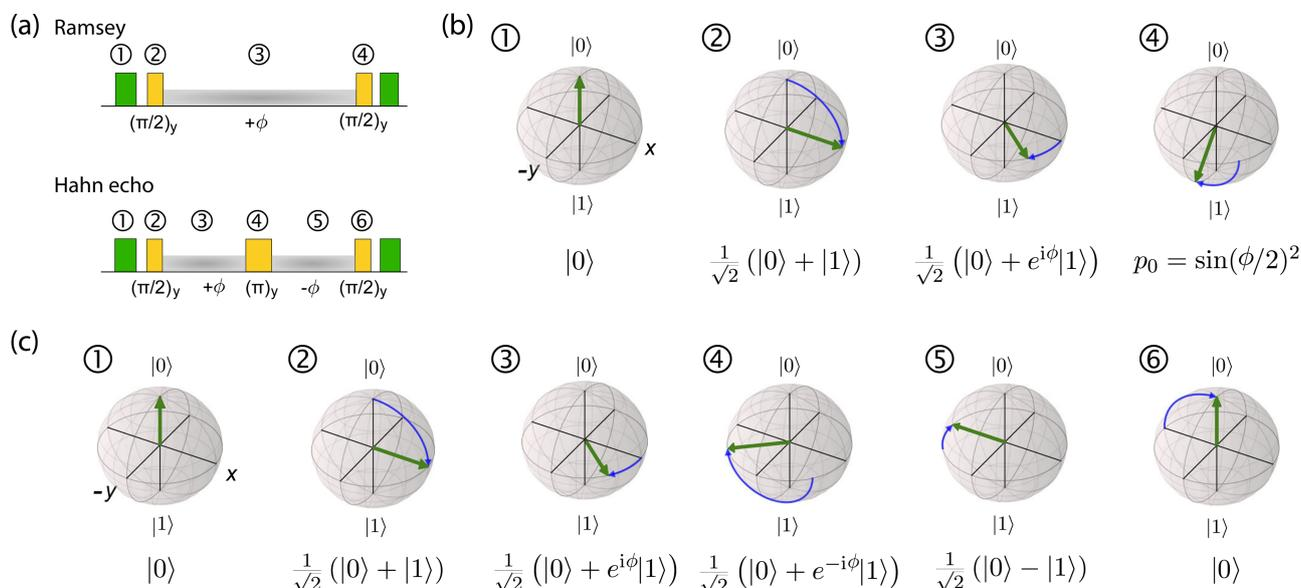 (a) Ramsey
① ② ③ ④
(π/2)y +ϕ (π/2)y
Hahn echo
① ② ③ ④ ⑤ ⑥
(π/2)y +ϕ (π)y -ϕ (π/2)y
(b) ① ② ③ ④
|0⟩ |0⟩ |0⟩ |0⟩
x
-y
|1⟩ |1⟩ |1⟩ |1⟩
|0⟩ 1/√2 (|0⟩ + |1⟩) 1/√2 (|0⟩ + e^{iϕ}|1⟩) p₀ = sin(ϕ/2)²
(c) ① ② ③ ④ ⑤ ⑥
|0⟩ |0⟩ |0⟩ |0⟩ |0⟩ |0⟩
x
-y
|1⟩ |1⟩ |1⟩ |1⟩ |1⟩ |1⟩
|0⟩ 1/√2 (|0⟩ + |1⟩) 1/√2 (|0⟩ + e^{iϕ}|1⟩) 1/√2 (|0⟩ + e^{-iϕ}|1⟩) 1/√2 (|0⟩ − |1⟩) |0⟩